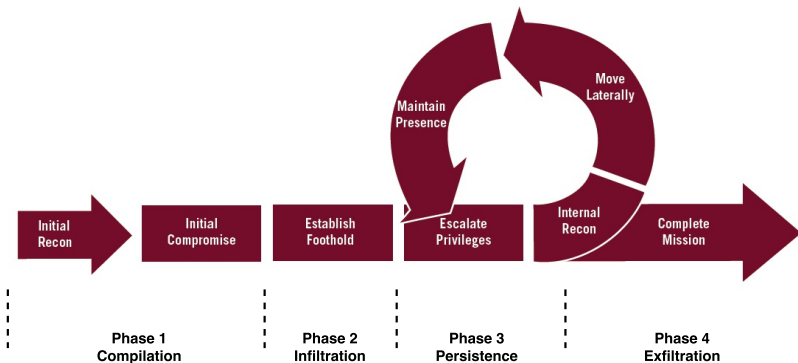 Maintain
Presence
Move
Laterally
Initial
Recon
Initial
Compromise
Establish
Foothold
Escalate
Privileges
Internal
Recon
Complete
Mission
Phase 1
Compilation
Phase 2
Infiltration
Phase 3
Persistence
Phase 4
Exfiltration